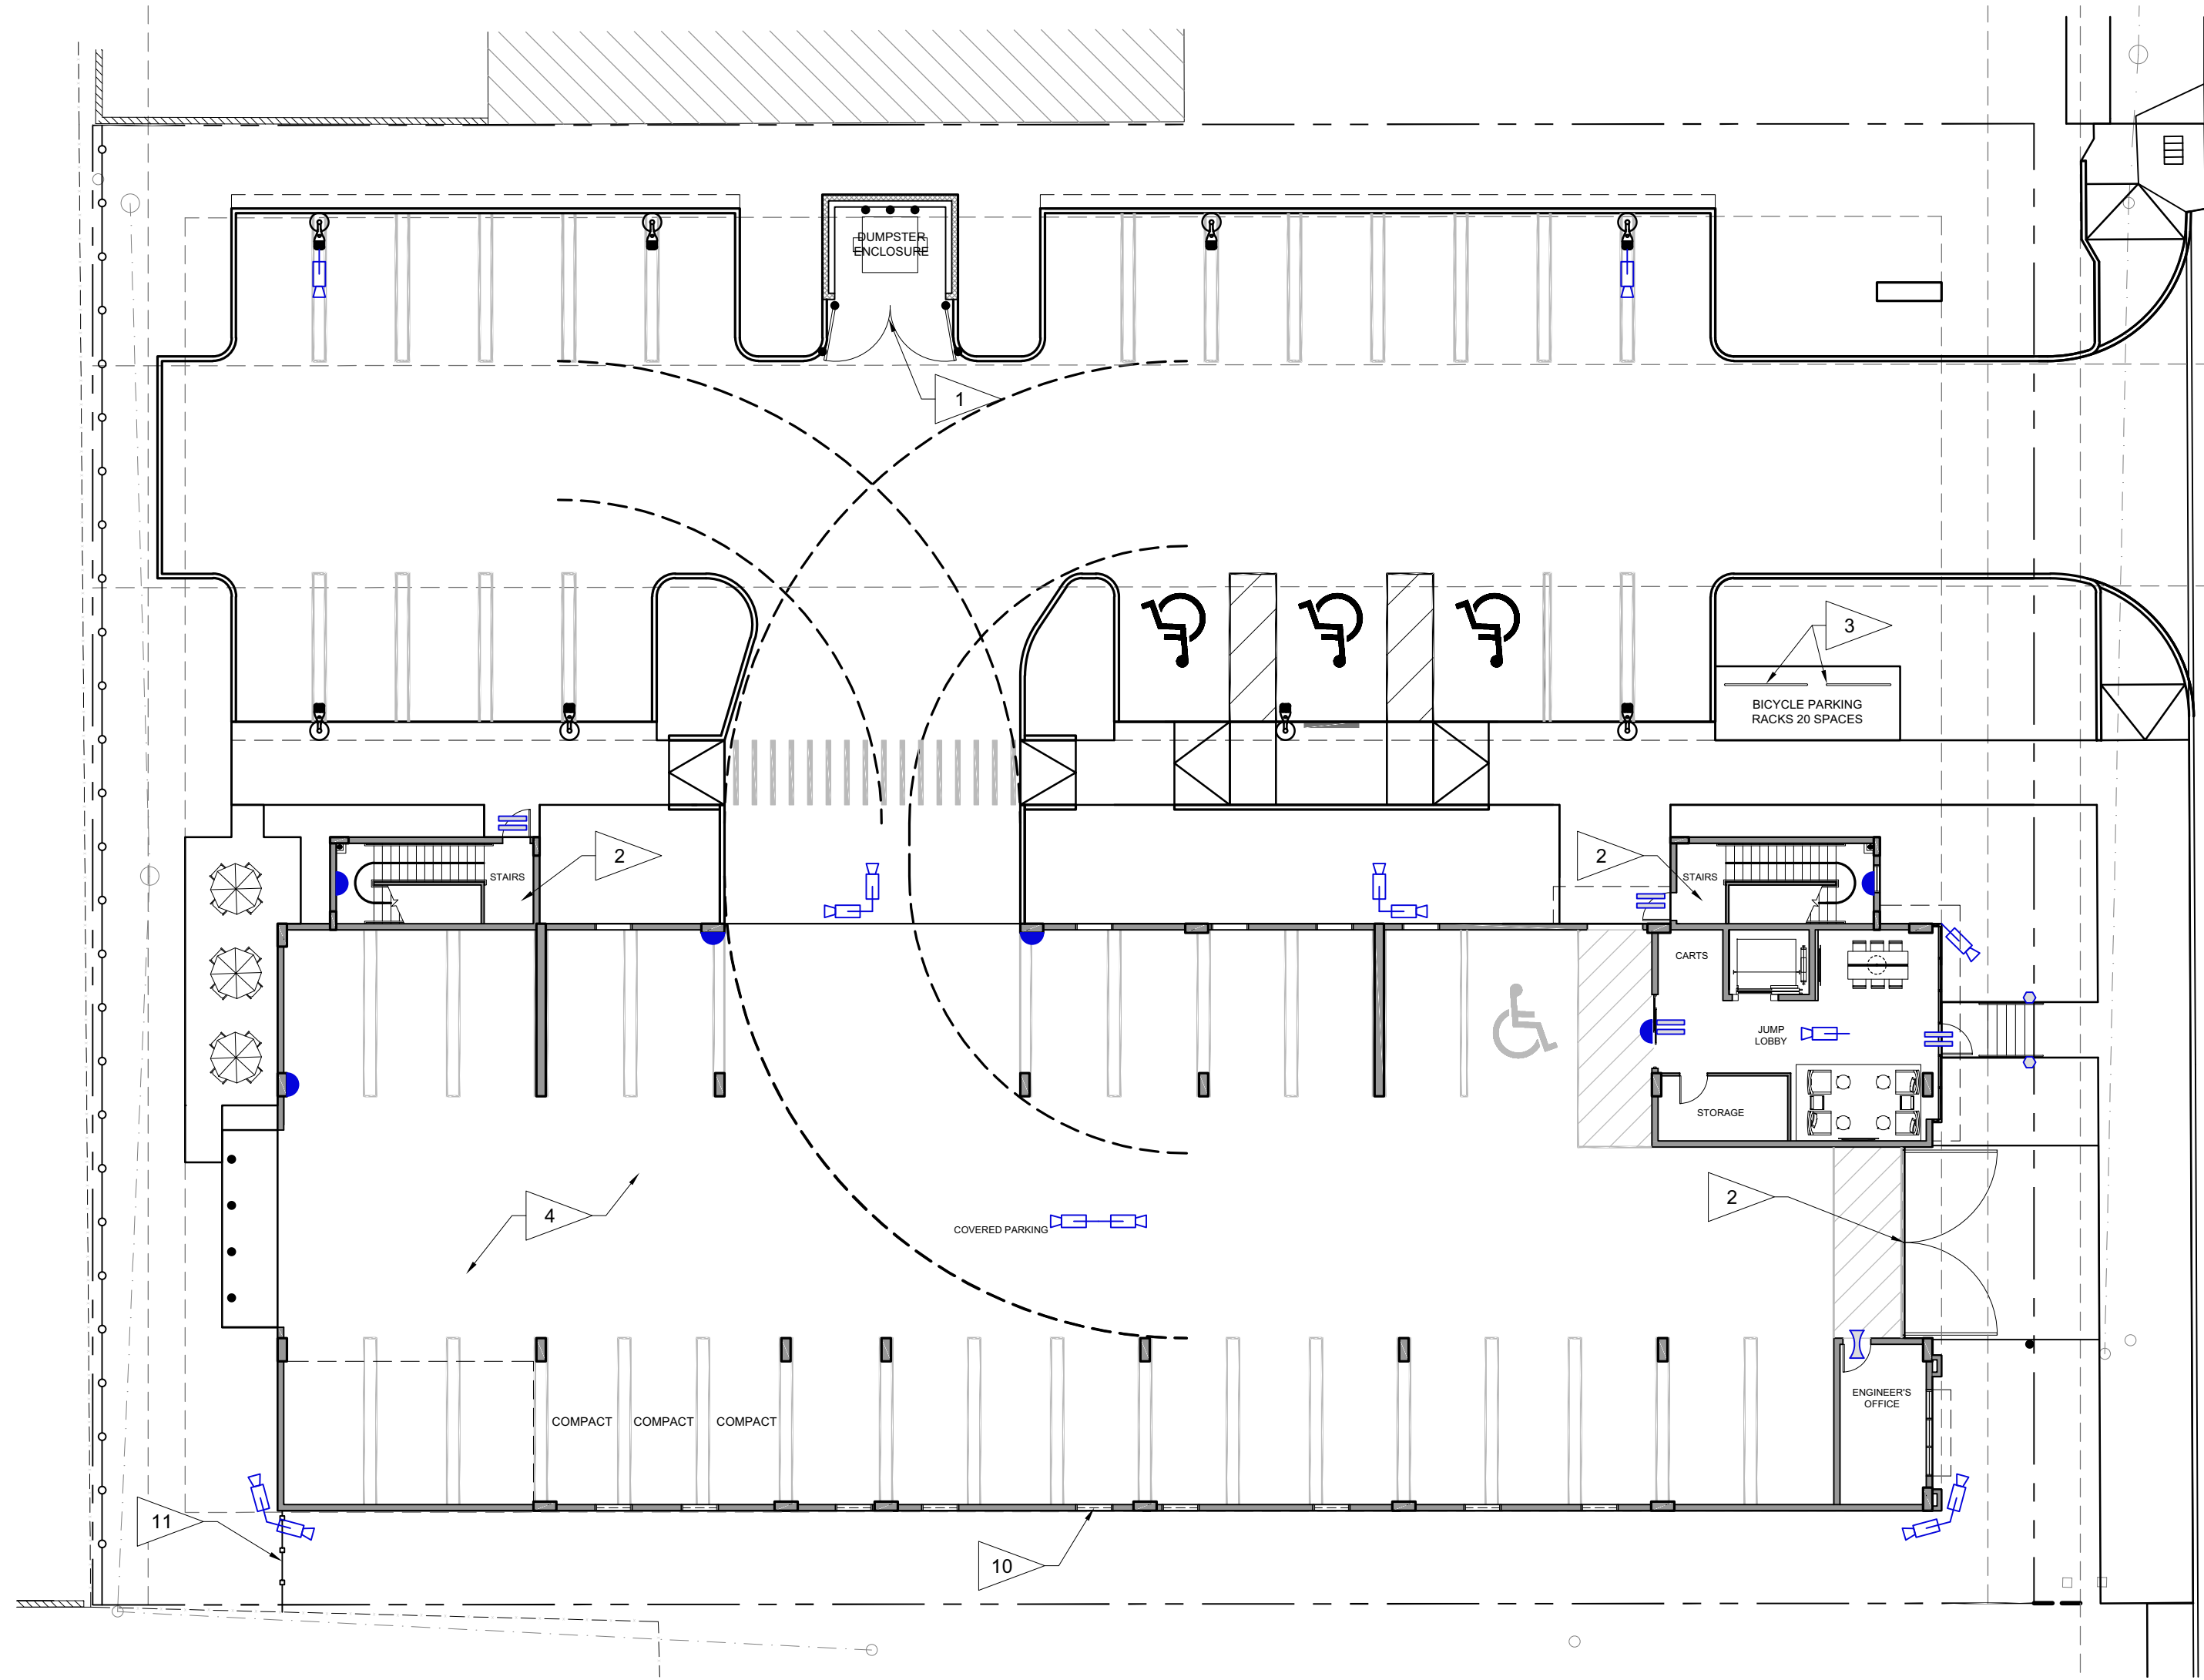 DUMPSTER
ENCLOSURE
1
3
BICYCLE PARKING
RACKS 20 SPACES
STAIRS
2
2
STAIRS
CARTS
JUMP
LOBBY
STORAGE
2
4
COVERED PARKING
COMPACT COMPACT COMPACT
ENGINEER'S
OFFICE
11
10